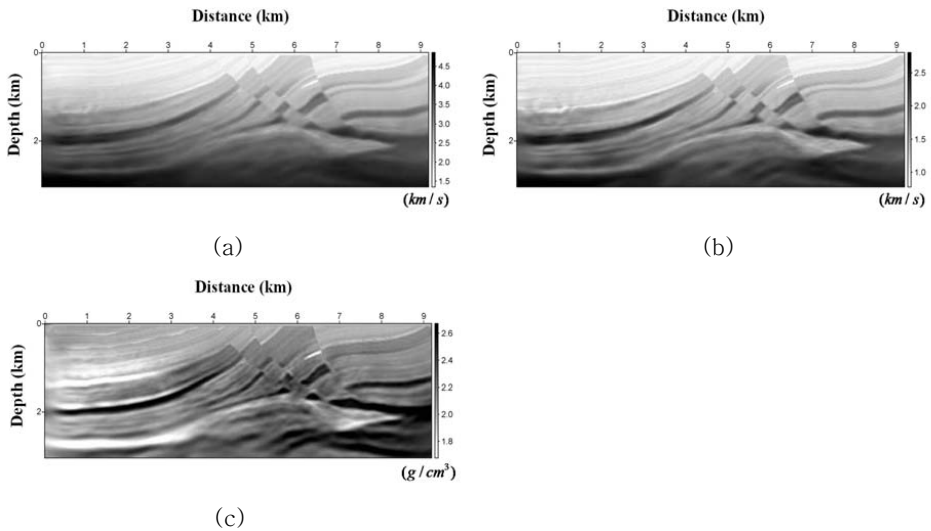 Distance (km)
0 1 2 3 4 5 6 7 8 9
Depth (km)
0
2
4.5
4.0
3.5
3.0
2.5
2.0
1.5
(km/s)
(a)
Distance (km)
0 1 2 3 4 5 6 7 8 9
Depth (km)
0
2
2.5
2.0
1.5
1.0
(km/s)
(b)
Distance (km)
0 1 2 3 4 5 6 7 8 9
Depth (km)
0
2
2.6
2.4
2.2
2.0
1.8
(g/cm³)
(c)